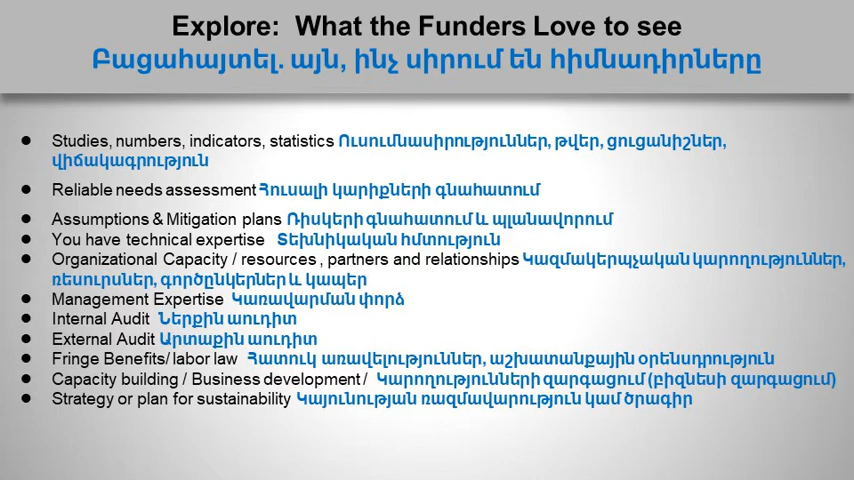 Explore: What the Funders Love to see
Բացահայտել. այն, ինչ սիրում են հիմնադիրները
● Studies, numbers, indicators, statistics Ուսումնասիրություններ, թվեր, ցուցանիշներ,
վիճակագրություն
● Reliable needs assessment Հուսալի կարիքների գնահատում
● Assumptions & Mitigation plans Ռիսկերի գնահատում և պլանավորում
● You have technical expertise Տեխնիկական հմտություն
● Organizational Capacity / resources , partners and relationships Կազմակերպչական կարողություններ,
ռեսուրսներ, գործընկերներ և կապեր
● Management Expertise Կառավարման փորձ
● Internal Audit Ներքին աուդիտ
● External Audit Արտաքին աուդիտ
● Fringe Benefits/ labor law Հատուկ առավելություններ, աշխատանքային օրենսդրություն
● Capacity building / Business development / Կարողությունների զարգացում (բիզնեսի զարգացում)
● Strategy or plan for sustainability Կայունության ռազմավարություն կամ ծրագիր